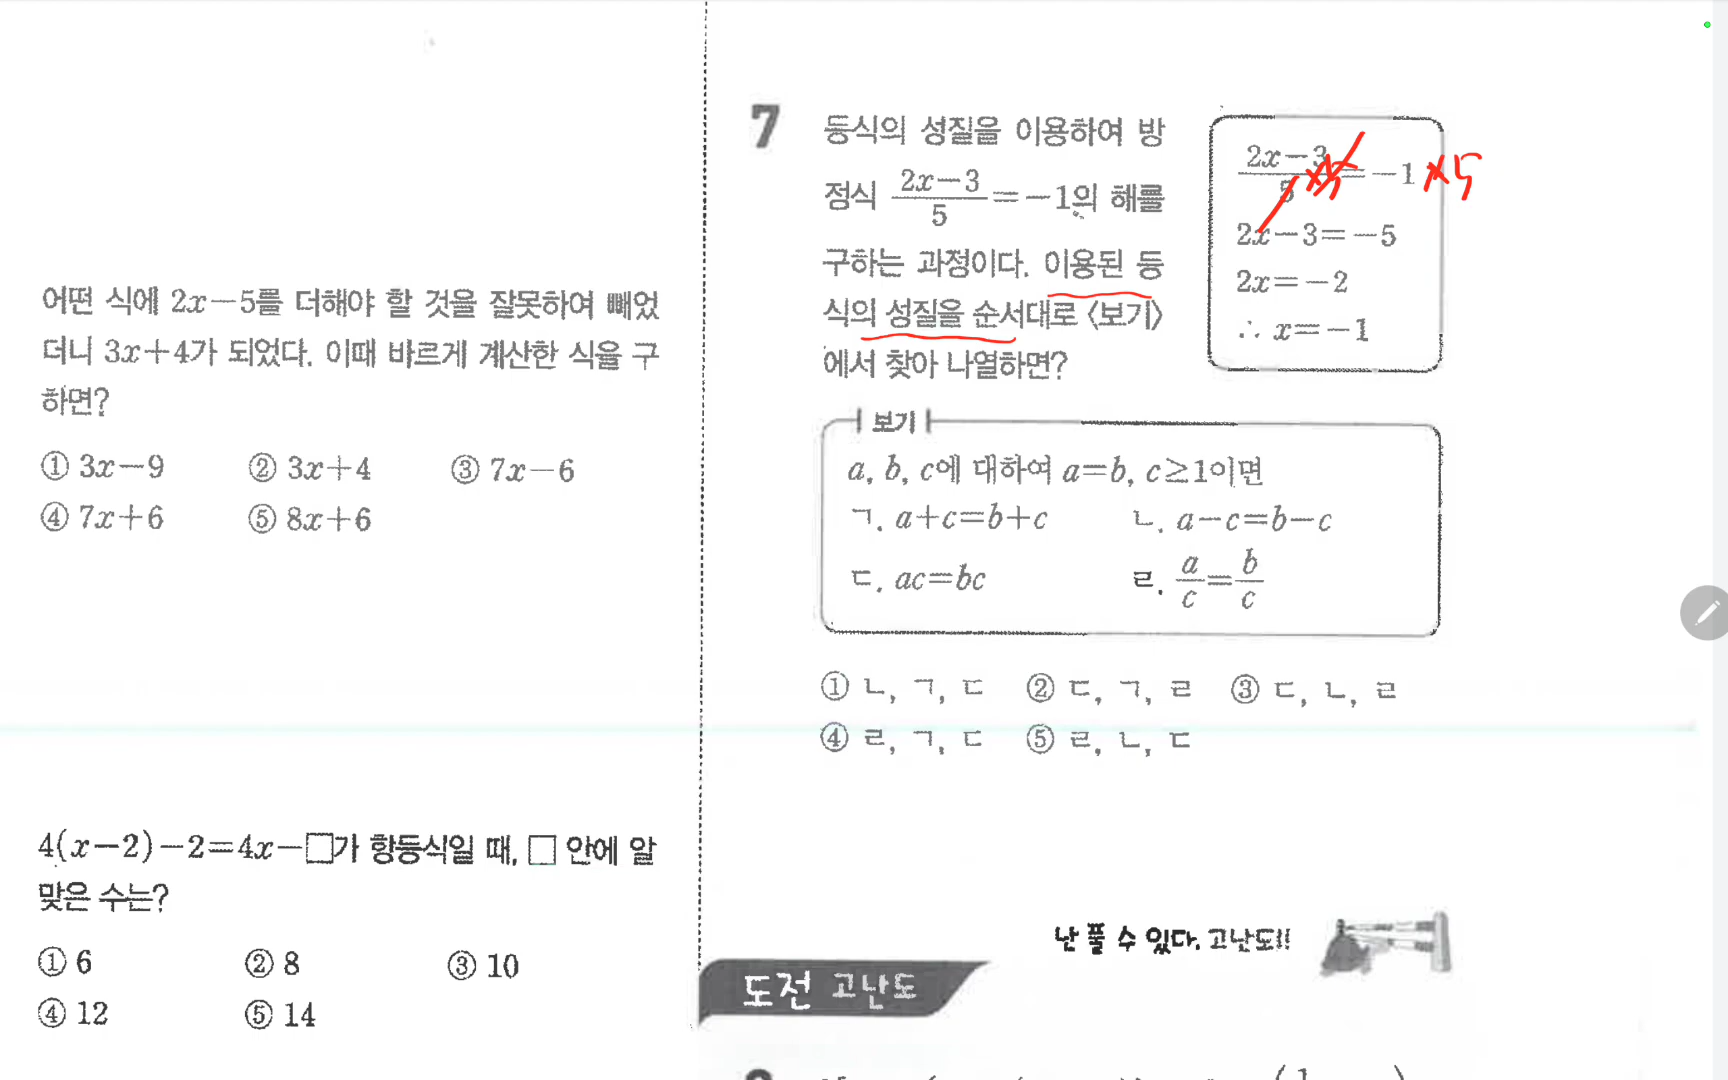 어떤 식에 2x-5를 더해야 할 것을 잘못하여 빼었
더니 3x+4가 되었다. 이때 바르게 계산한 식을 구
하면?
① 3x-9 ② 3x+4 ③ 7x-6
④ 7x+6 ⑤ 8x+6
4(x-2)-2=4x-□가 항등식일 때, □ 안에 알
맞은 수는?
① 6 ② 8 ③ 10
④ 12 ⑤ 14
7 등식의 성질을 이용하여 방
정식 \frac{2x-3}{5}=-1의 해를
구하는 과정이다. 이용된 등
식의 성질을 순서대로 〈보기〉
에서 찾아 나열하면?
\frac{2x-3}{5}×5=-1×5
2x-3=-5
2x=-2
∴ x=-1
보기
a, b, c에 대하여 a=b, c≥1이면
ㄱ. a+c=b+c ㄴ. a-c=b-c
ㄷ. ac=bc ㄹ. \frac{a}{c}=\frac{b}{c}
① ㄴ, ㄱ, ㄷ ② ㄷ, ㄱ, ㄹ ③ ㄷ, ㄴ, ㄹ
④ ㄹ, ㄱ, ㄷ ⑤ ㄹ, ㄴ, ㄷ
난 풀 수 있다. 고난도!!
도전 고난도